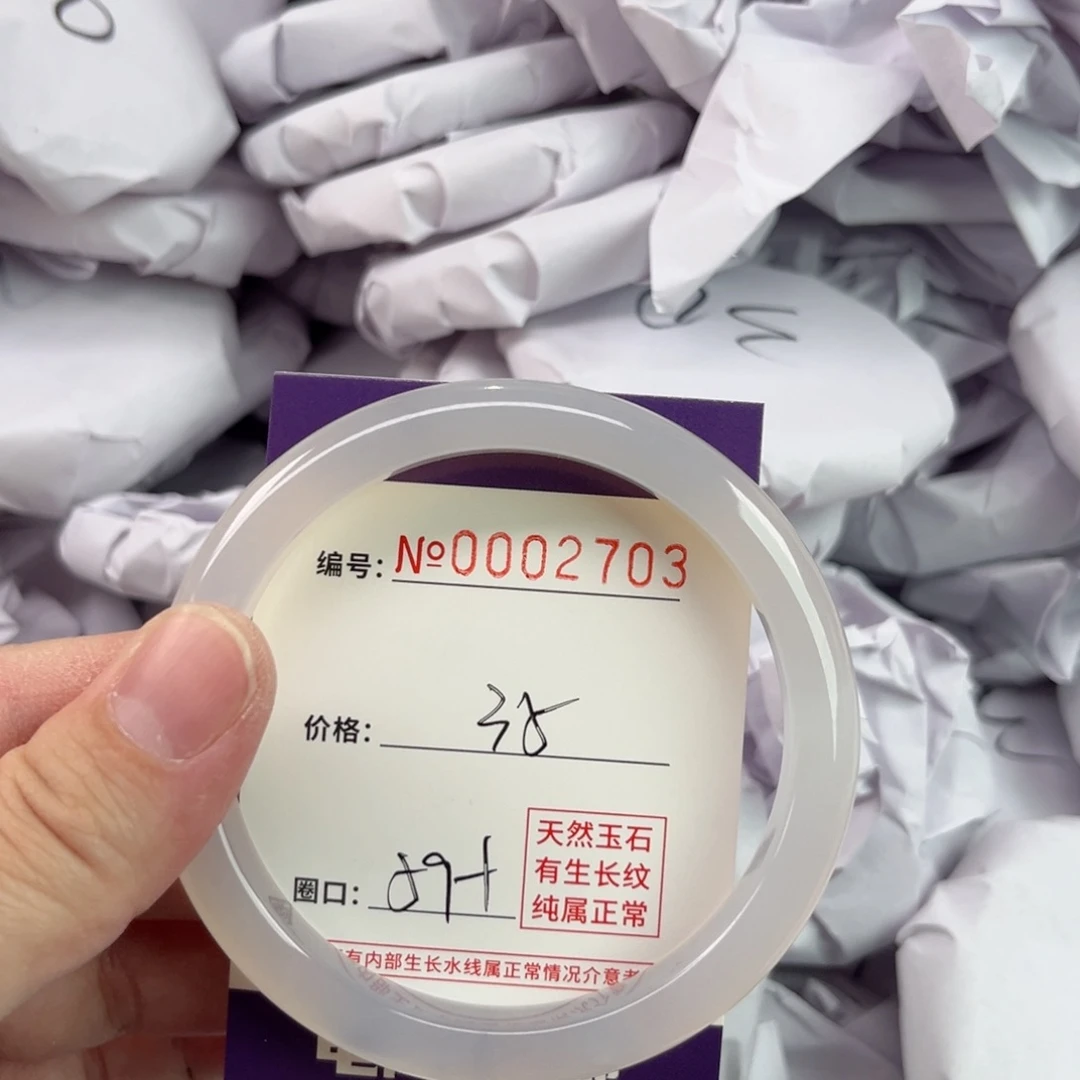 编号: №0002703
价格: 38
圈口: 59+
天然玉石
有生长纹
纯属正常
有内部生长水线属正常情况介意者